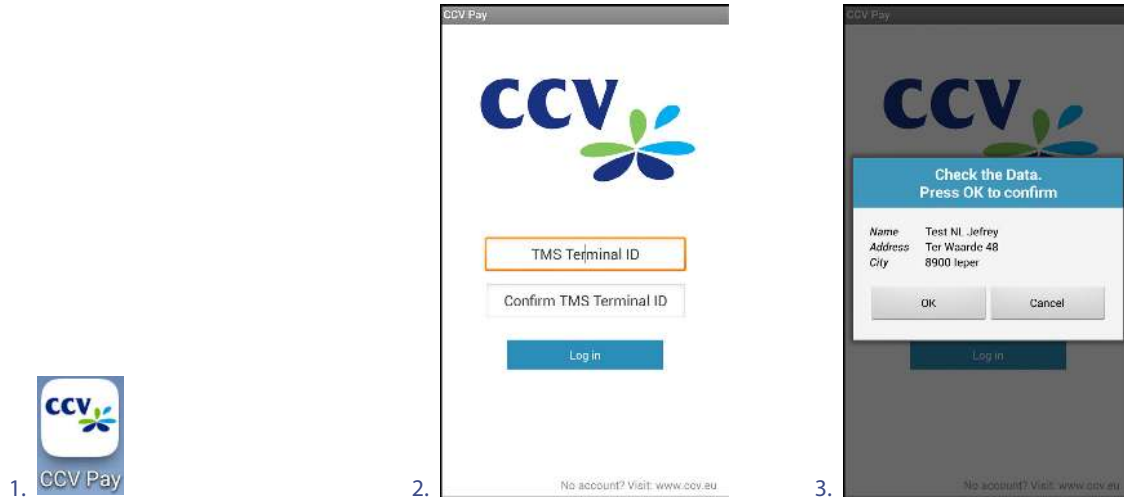 1.
CCV
CCV Pay
2.
CCV Pay
CCV
TMS Terminal ID
Confirm TMS Terminal ID
Log in
No account? Visit: www.ccv.eu
3.
CCV Pay
CCV
Check the Data.
Press OK to confirm
Name Test NL Jefrey
Address Ter Waarde 48
City 8900 Ieper
OK Cancel
Log in
No account? Visit: www.ccv.eu